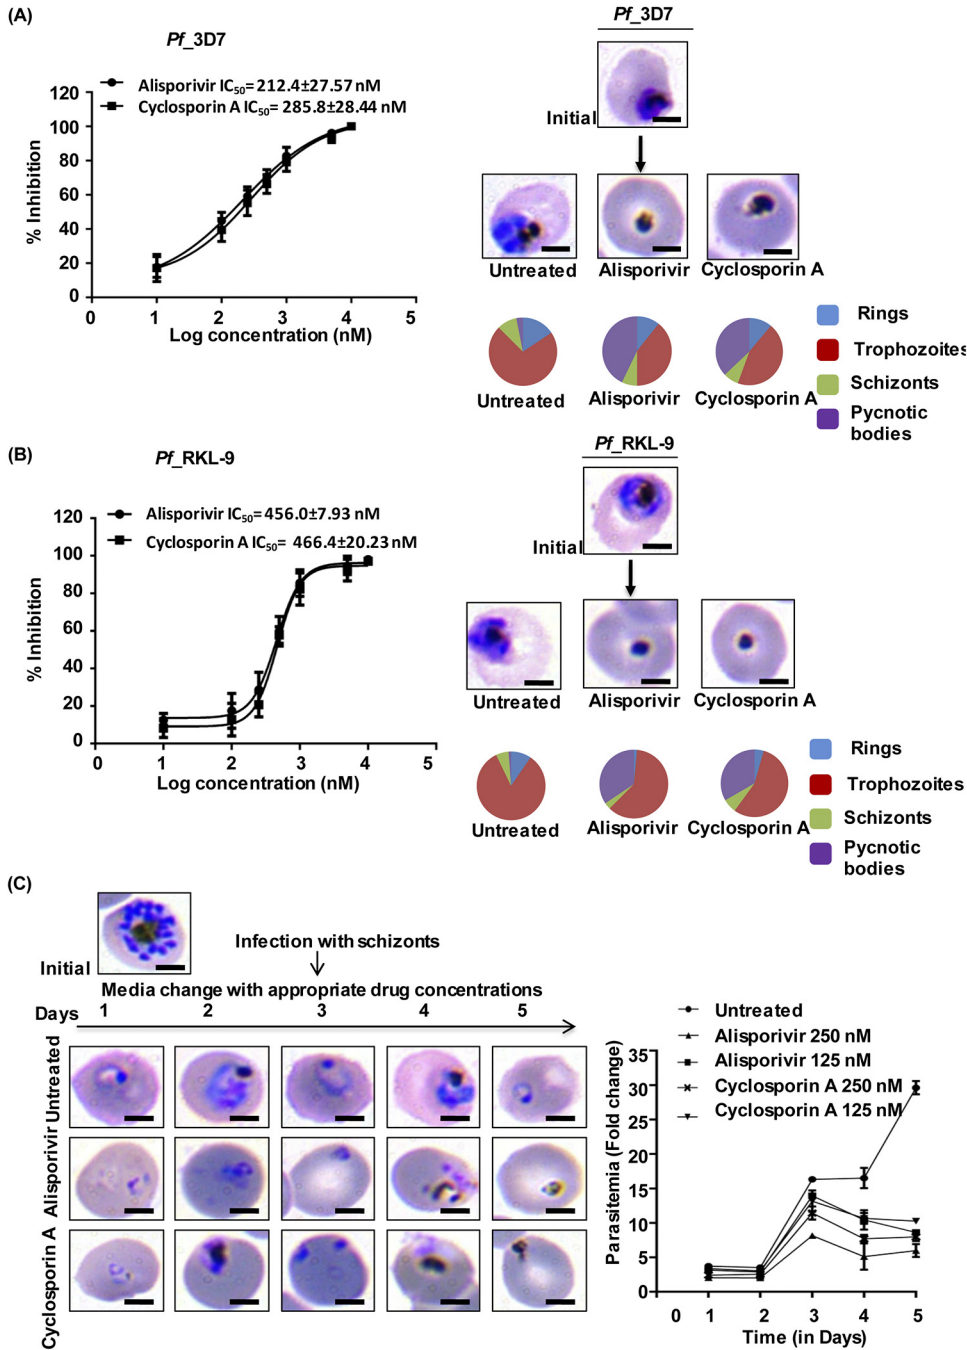 (A)
Pf_3D7
Alisporivir IC50= 212.4±27.57 nM
Cyclosporin A IC50= 285.8±28.44 nM
% Inhibition
120
100
80
60
40
20
0
0 1 2 3 4 5
Log concentration (nM)
Pf_3D7
Initial
Untreated Alisporivir Cyclosporin A
Untreated Alisporivir Cyclosporin A
Rings
Trophozoites
Schizonts
Pycnotic
bodies
(B)
Pf_RKL-9
Alisporivir IC50= 456.0±7.93 nM
Cyclosporin A IC50= 466.4±20.23 nM
% Inhibition
120
100
80
60
40
20
0
0 1 2 3 4 5
Log concentration (nM)
Pf_RKL-9
Initial
Untreated Alisporivir Cyclosporin A
Untreated Alisporivir Cyclosporin A
Rings
Trophozoites
Schizonts
Pycnotic
bodies
(C)
Initial
Infection with schizonts
Media change with appropriate drug concentrations
Days 1 2 3 4 5
Untreated
Alisporivir
Cyclosporin A
Untreated
Alisporivir 250 nM
Alisporivir 125 nM
Cyclosporin A 250 nM
Cyclosporin A 125 nM
Parasitemia (Fold change)
35
30
25
20
15
10
5
0
0 1 2 3 4 5
Time (in Days)